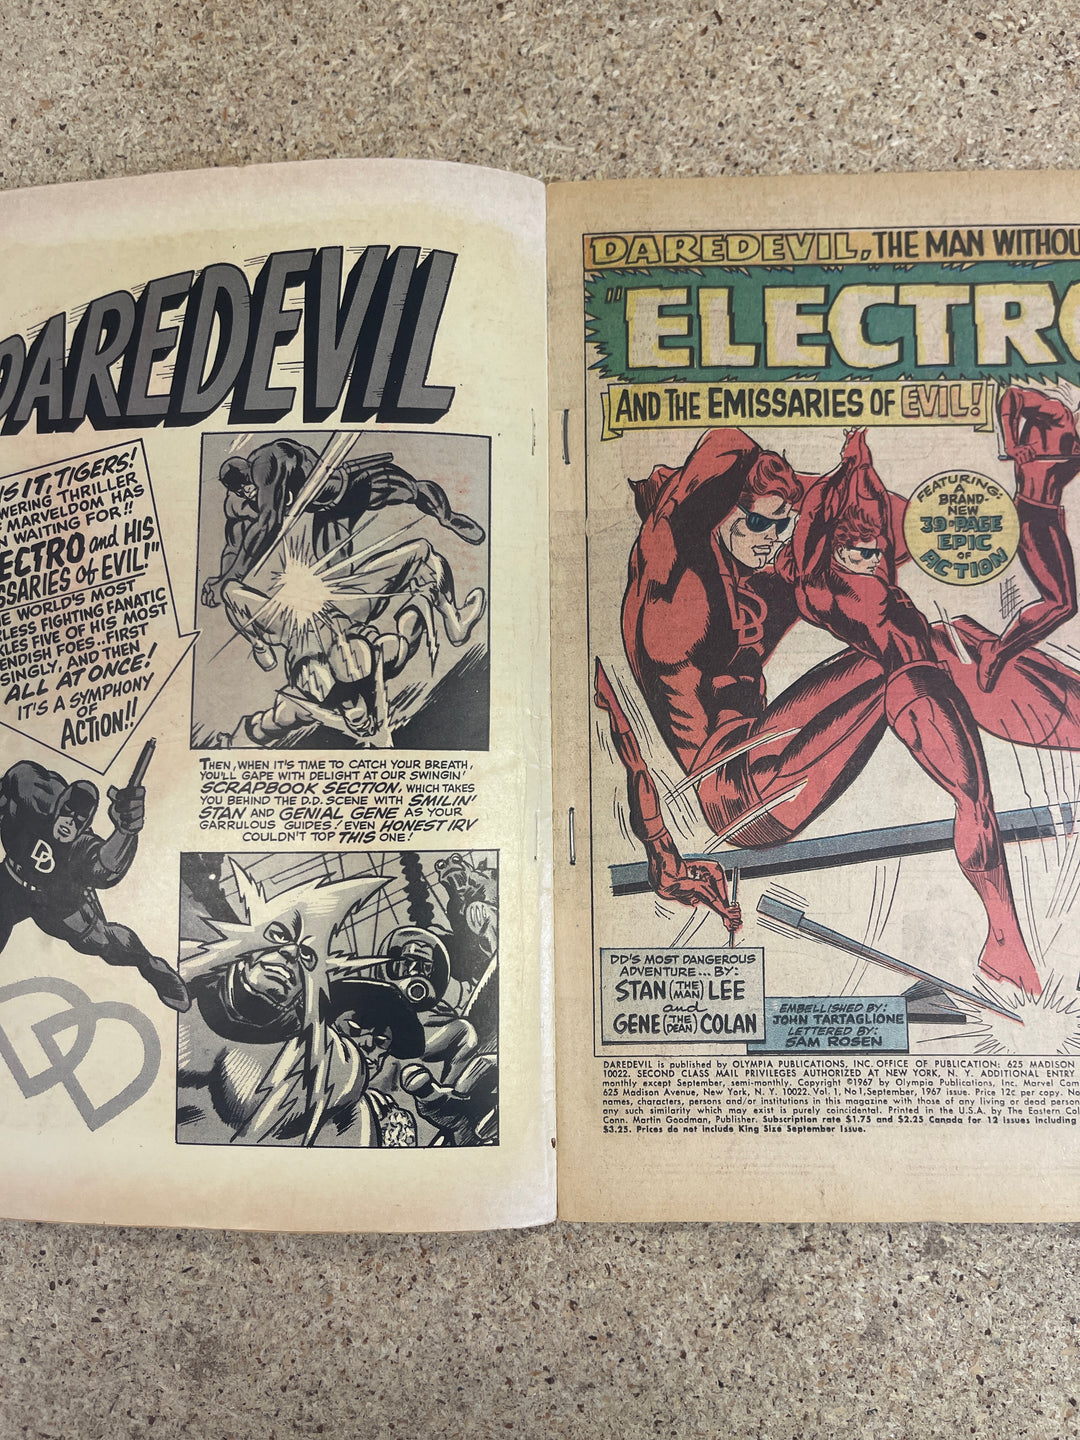 DAREDEVIL
IS IT, TIGERS!
WERING THRILLER
F MARVELDOM HAS
N WAITING FOR!!
ECTRO and HIS
SSARIES of EVIL!"
E WORLD'S MOST
RLESS FIGHTING FANATIC
KLES FIVE OF HIS MOST
ENDISH FOES...FIRST
SINGLY, AND THEN
ALL AT ONCE!
IT'S A SYMPHONY
OF
ACTION!!
THEN, WHEN IT'S TIME TO CATCH YOUR BREATH,
YOU'LL GAPE WITH DELIGHT AT OUR SWINGIN'
SCRAPBOOK SECTION, WHICH TAKES
YOU BEHIND THE D.D. SCENE WITH SMILIN'
STAN AND GENIAL GENE AS YOUR
GARRULOUS GUIDES! EVEN HONEST IRV
COULDN'T TOP THIS ONE!
DD
DD
DAREDEVIL, THE MAN WITHOU
"ELECTRO
AND THE EMISSARIES OF EVIL!
FEATURING:
A
BRAND-
NEW
39-PAGE
EPIC
OF
ACTION
DD
DD'S MOST DANGEROUS
ADVENTURE... BY:
STAN (THE MAN) LEE
and
GENE (THE DEAN) COLAN
EMBELLISHED BY:
JOHN TARTAGLIONE
LETTERED BY:
SAM ROSEN
DAREDEVIL is published by OLYMPIA PUBLICATIONS, INC. OFFICE OF PUBLICATION: 625 MADISON
10022. SECOND CLASS MAIL PRIVILEGES AUTHORIZED AT NEW YORK, N. Y. ADDITIONAL ENTRY
monthly except September, semi-monthly. Copyright ©1967 by Olympia Publications, Inc. Marvel Com
625 Madison Avenue, New York, N. Y. 10022. Vol. 1, No 1, September, 1967 issue. Price 12c per copy. No
names, characters, persons and/or institutions in this magazine with those of any living or dead person
any such similarity which may exist is purely coincidental. Printed in the U.S.A. by The Eastern Col
Conn. Martin Goodman, Publisher. Subscription rate $1.75 and $2.25 Canada for 12 issues including
$3.25. Prices do not include King Size September Issue.